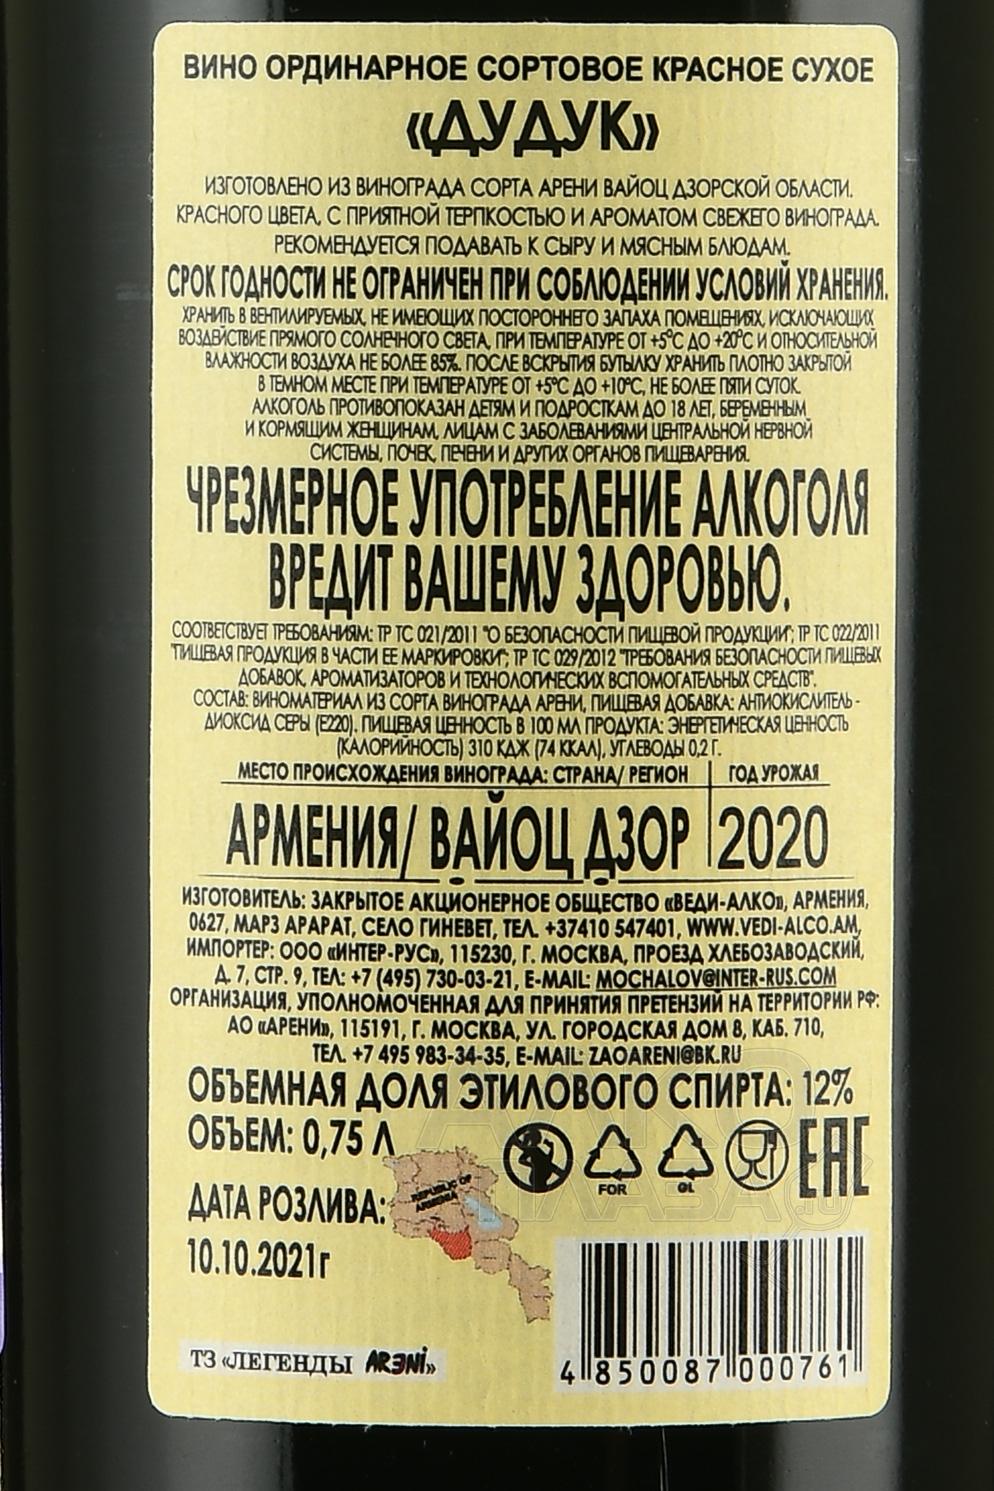 ВИНО ОРДИНАРНОЕ СОРТОВОЕ КРАСНОЕ СУХОЕ
«ДУДУК»
ИЗГОТОВЛЕНО ИЗ ВИНОГРАДА СОРТА АРЕНИ ВАЙОЦ ДЗОРСКОЙ ОБЛАСТИ.
КРАСНОГО ЦВЕТА, С ПРИЯТНОЙ ТЕРПКОСТЬЮ И АРОМАТОМ СВЕЖЕГО ВИНОГРАДА.
РЕКОМЕНДУЕТСЯ ПОДАВАТЬ К СЫРУ И МЯСНЫМ БЛЮДАМ.
СРОК ГОДНОСТИ НЕ ОГРАНИЧЕН ПРИ СОБЛЮДЕНИИ УСЛОВИЙ ХРАНЕНИЯ.
ХРАНИТЬ В ВЕНТИЛИРУЕМЫХ, НЕ ИМЕЮЩИХ ПОСТОРОННЕГО ЗАПАХА ПОМЕЩЕНИЯХ, ИСКЛЮЧАЮЩИХ
ВОЗДЕЙСТВИЕ ПРЯМОГО СОЛНЕЧНОГО СВЕТА, ПРИ ТЕМПЕРАТУРЕ ОТ +5°С ДО +20°С И ОТНОСИТЕЛЬНОЙ
ВЛАЖНОСТИ ВОЗДУХА НЕ БОЛЕЕ 85%. ПОСЛЕ ВСКРЫТИЯ БУТЫЛКУ ХРАНИТЬ ПЛОТНО ЗАКРЫТОЙ
В ТЕМНОМ МЕСТЕ ПРИ ТЕМПЕРАТУРЕ ОТ +5°С ДО +10°С, НЕ БОЛЕЕ ПЯТИ СУТОК.
АЛКОГОЛЬ ПРОТИВОПОКАЗАН ДЕТЯМ И ПОДРОСТКАМ ДО 18 ЛЕТ, БЕРЕМЕННЫМ
И КОРМЯЩИМ ЖЕНЩИНАМ, ЛИЦАМ С ЗАБОЛЕВАНИЯМИ ЦЕНТРАЛЬНОЙ НЕРВНОЙ
СИСТЕМЫ, ПОЧЕК, ПЕЧЕНИ И ДРУГИХ ОРГАНОВ ПИЩЕВАРЕНИЯ.
ЧРЕЗМЕРНОЕ УПОТРЕБЛЕНИЕ АЛКОГОЛЯ
ВРЕДИТ ВАШЕМУ ЗДОРОВЬЮ.
СООТВЕТСТВУЕТ ТРЕБОВАНИЯМ: ТР ТС 021/2011 "О БЕЗОПАСНОСТИ ПИЩЕВОЙ ПРОДУКЦИИ"; ТР ТС 022/2011
"ПИЩЕВАЯ ПРОДУКЦИЯ В ЧАСТИ ЕЕ МАРКИРОВКИ"; ТР ТС 029/2012 "ТРЕБОВАНИЯ БЕЗОПАСНОСТИ ПИЩЕВЫХ
ДОБАВОК, АРОМАТИЗАТОРОВ И ТЕХНОЛОГИЧЕСКИХ ВСПОМОГАТЕЛЬНЫХ СРЕДСТВ".
СОСТАВ: ВИНОМАТЕРИАЛ ИЗ СОРТА ВИНОГРАДА АРЕНИ, ПИЩЕВАЯ ДОБАВКА: АНТИОКИСЛИТЕЛЬ -
ДИОКСИД СЕРЫ (Е220). ПИЩЕВАЯ ЦЕННОСТЬ В 100 МЛ ПРОДУКТА: ЭНЕРГЕТИЧЕСКАЯ ЦЕННОСТЬ
(КАЛОРИЙНОСТЬ) 310 КДЖ (74 ККАЛ), УГЛЕВОДЫ 0,2 Г.
МЕСТО ПРОИСХОЖДЕНИЯ ВИНОГРАДА: СТРАНА/ РЕГИОН ГОД УРОЖАЯ
АРМЕНИЯ/ ВАЙОЦ ДЗОР 2020
ИЗГОТОВИТЕЛЬ: ЗАКРЫТОЕ АКЦИОНЕРНОЕ ОБЩЕСТВО «ВЕДИ-АЛКО», АРМЕНИЯ,
0627, МАРЗ АРАРАТ, СЕЛО ГИНЕВЕТ, ТЕЛ. +37410 547401, WWW.VEDI-ALCO.AM,
ИМПОРТЕР: ООО «ИНТЕР-РУС», 115230, Г. МОСКВА, ПРОЕЗД ХЛЕБОЗАВОДСКИЙ,
Д. 7, СТР. 9, ТЕЛ: +7 (495) 730-03-21, E-MAIL: MOCHALOV@INTER-RUS.COM
ОРГАНИЗАЦИЯ, УПОЛНОМОЧЕННАЯ ДЛЯ ПРИНЯТИЯ ПРЕТЕНЗИЙ НА ТЕРРИТОРИИ РФ:
АО «АРЕНИ», 115191, Г. МОСКВА, УЛ. ГОРОДСКАЯ ДОМ 8, КАБ. 710,
ТЕЛ. +7 495 983-34-35, E-MAIL: ZAOARENI@BK.RU
ОБЪЕМНАЯ ДОЛЯ ЭТИЛОВОГО СПИРТА: 12%
ОБЪЕМ: 0,75 Л
FOR
GL
EAC
REPUBLIC OF
ARMENIA
ДАТА РОЗЛИВА:
10.10.2021г
ТЗ «ЛЕГЕНДЫ ARENI»
4 850087 000761
АЛКО
ПЛАЗА.ru